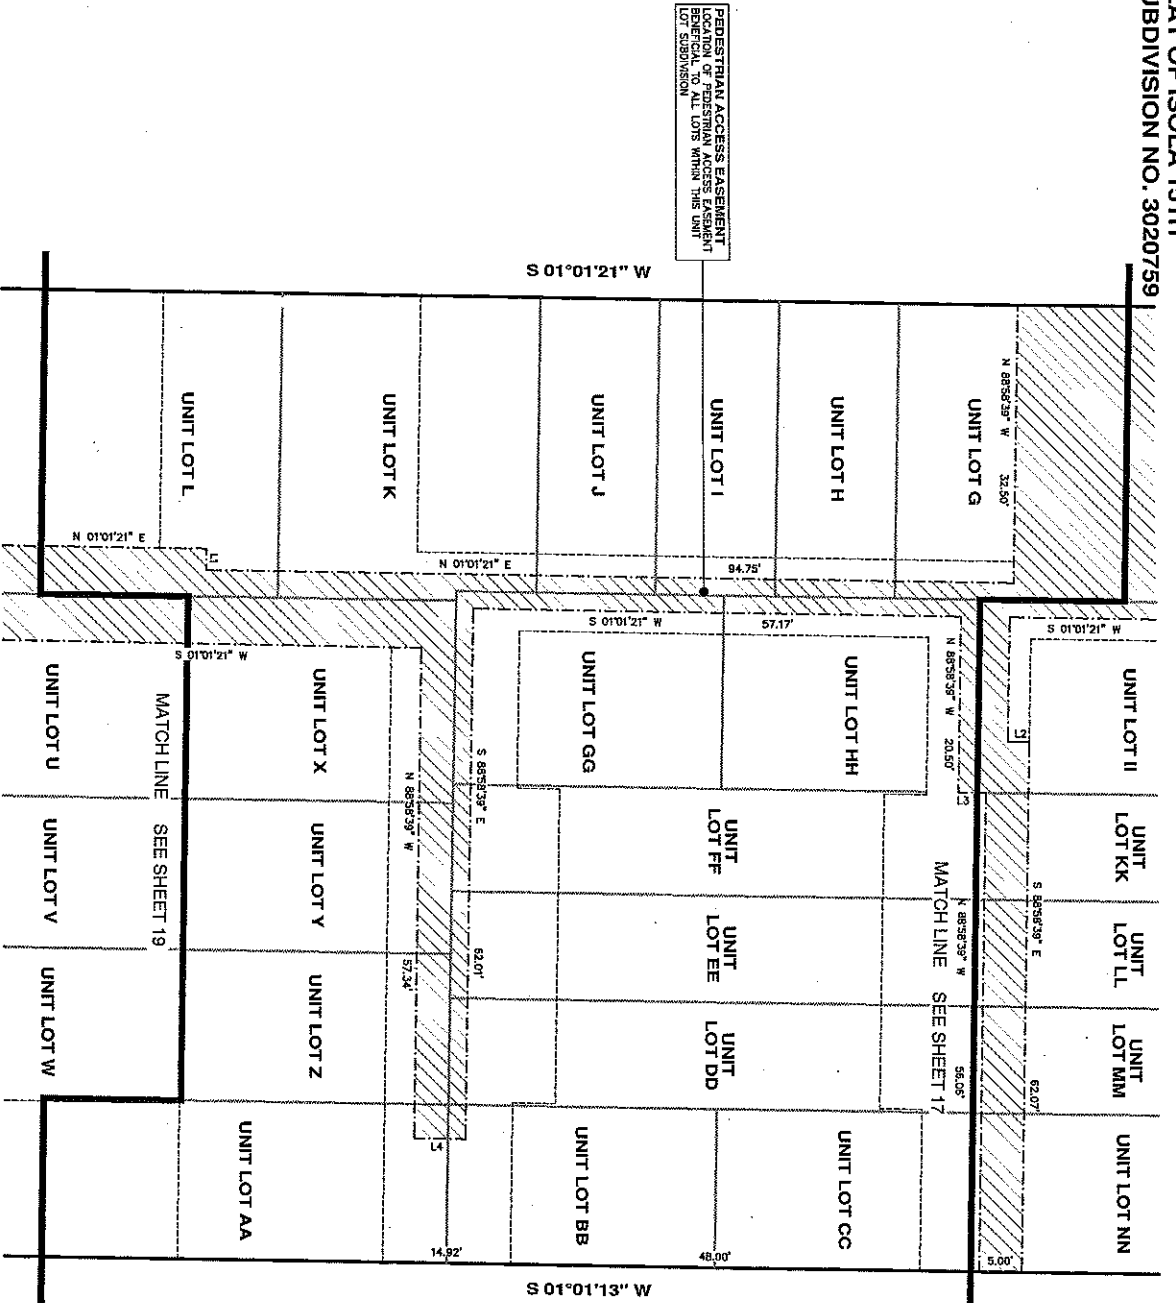 LAT OF ISOLA 15TH
UBDIVISION NO. 3020759
PEDESTRIAN ACCESS EASEMENT
LOCATION OF PEDESTRIAN ACCESS EASEMENT
BENEFICIAL TO ALL LOTS WITHIN THIS UNIT
LOT SUBDIVISION
S 01°01'21" W
UNIT LOT L
UNIT LOT K
UNIT LOT J
UNIT LOT I
UNIT LOT H
UNIT LOT G
N 88°58'39" W 32.50'
N 01°01'21" E
L1
N 01°01'21" E
94.75'
S 01°01'21" W
57.17'
S 01°01'21" W
S 01°01'21" W
UNIT LOT U
MATCH LINE SEE SHEET 19
UNIT LOT X
UNIT LOT GG
UNIT LOT HH
N 88°58'39" W 20.50'
L2
L3
UNIT LOT II
N 88°58'39" W
57.34'
S 88°58'39" E
62.01'
UNIT LOT V
UNIT LOT Y
UNIT
LOT FF
UNIT
LOT EE
UNIT
LOT DD
MATCH LINE SEE SHEET 17
N 88°58'39" W
56.06'
S 88°58'39" E
62.07'
UNIT
LOT KK
UNIT
LOT LL
UNIT
LOT MM
UNIT LOT W
UNIT LOT Z
L4
UNIT LOT AA
UNIT LOT BB
UNIT LOT CC
UNIT LOT NN
14.92'
48.00'
5.00'
S 01°01'13" W